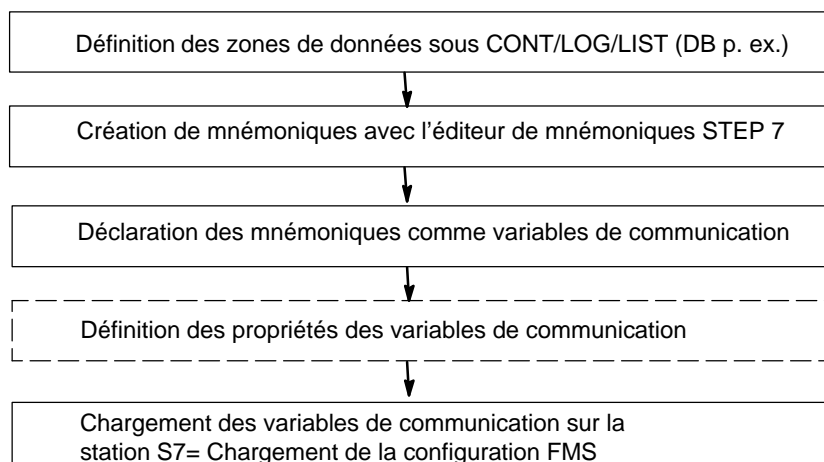 Définition des zones de données sous CONT/LOG/LIST (DB p. ex.)
Création de mnémoniques avec l’éditeur de mnémoniques STEP 7
Déclaration des mnémoniques comme variables de communication
Définition des propriétés des variables de communication
Chargement des variables de communication sur la
station S7= Chargement de la configuration FMS